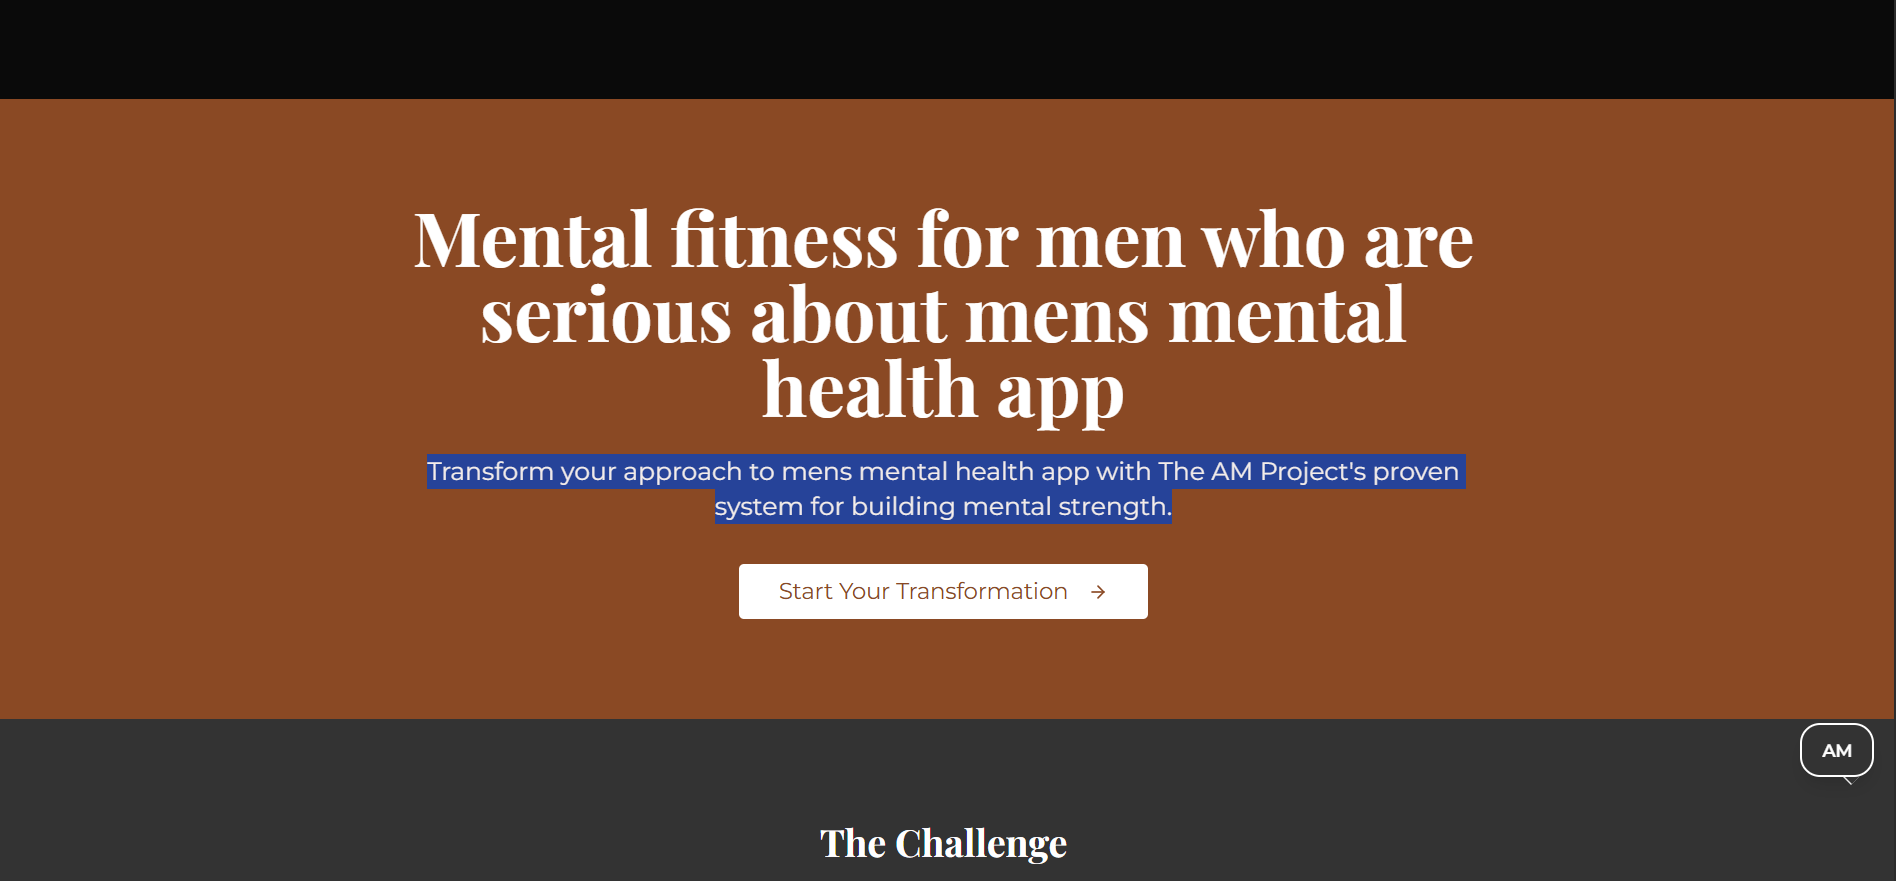 Mental fitness for men who are
serious about mens mental
health app
Transform your approach to mens mental health app with The AM Project's proven
system for building mental strength.
Start Your Transformation →
AM
The Challenge